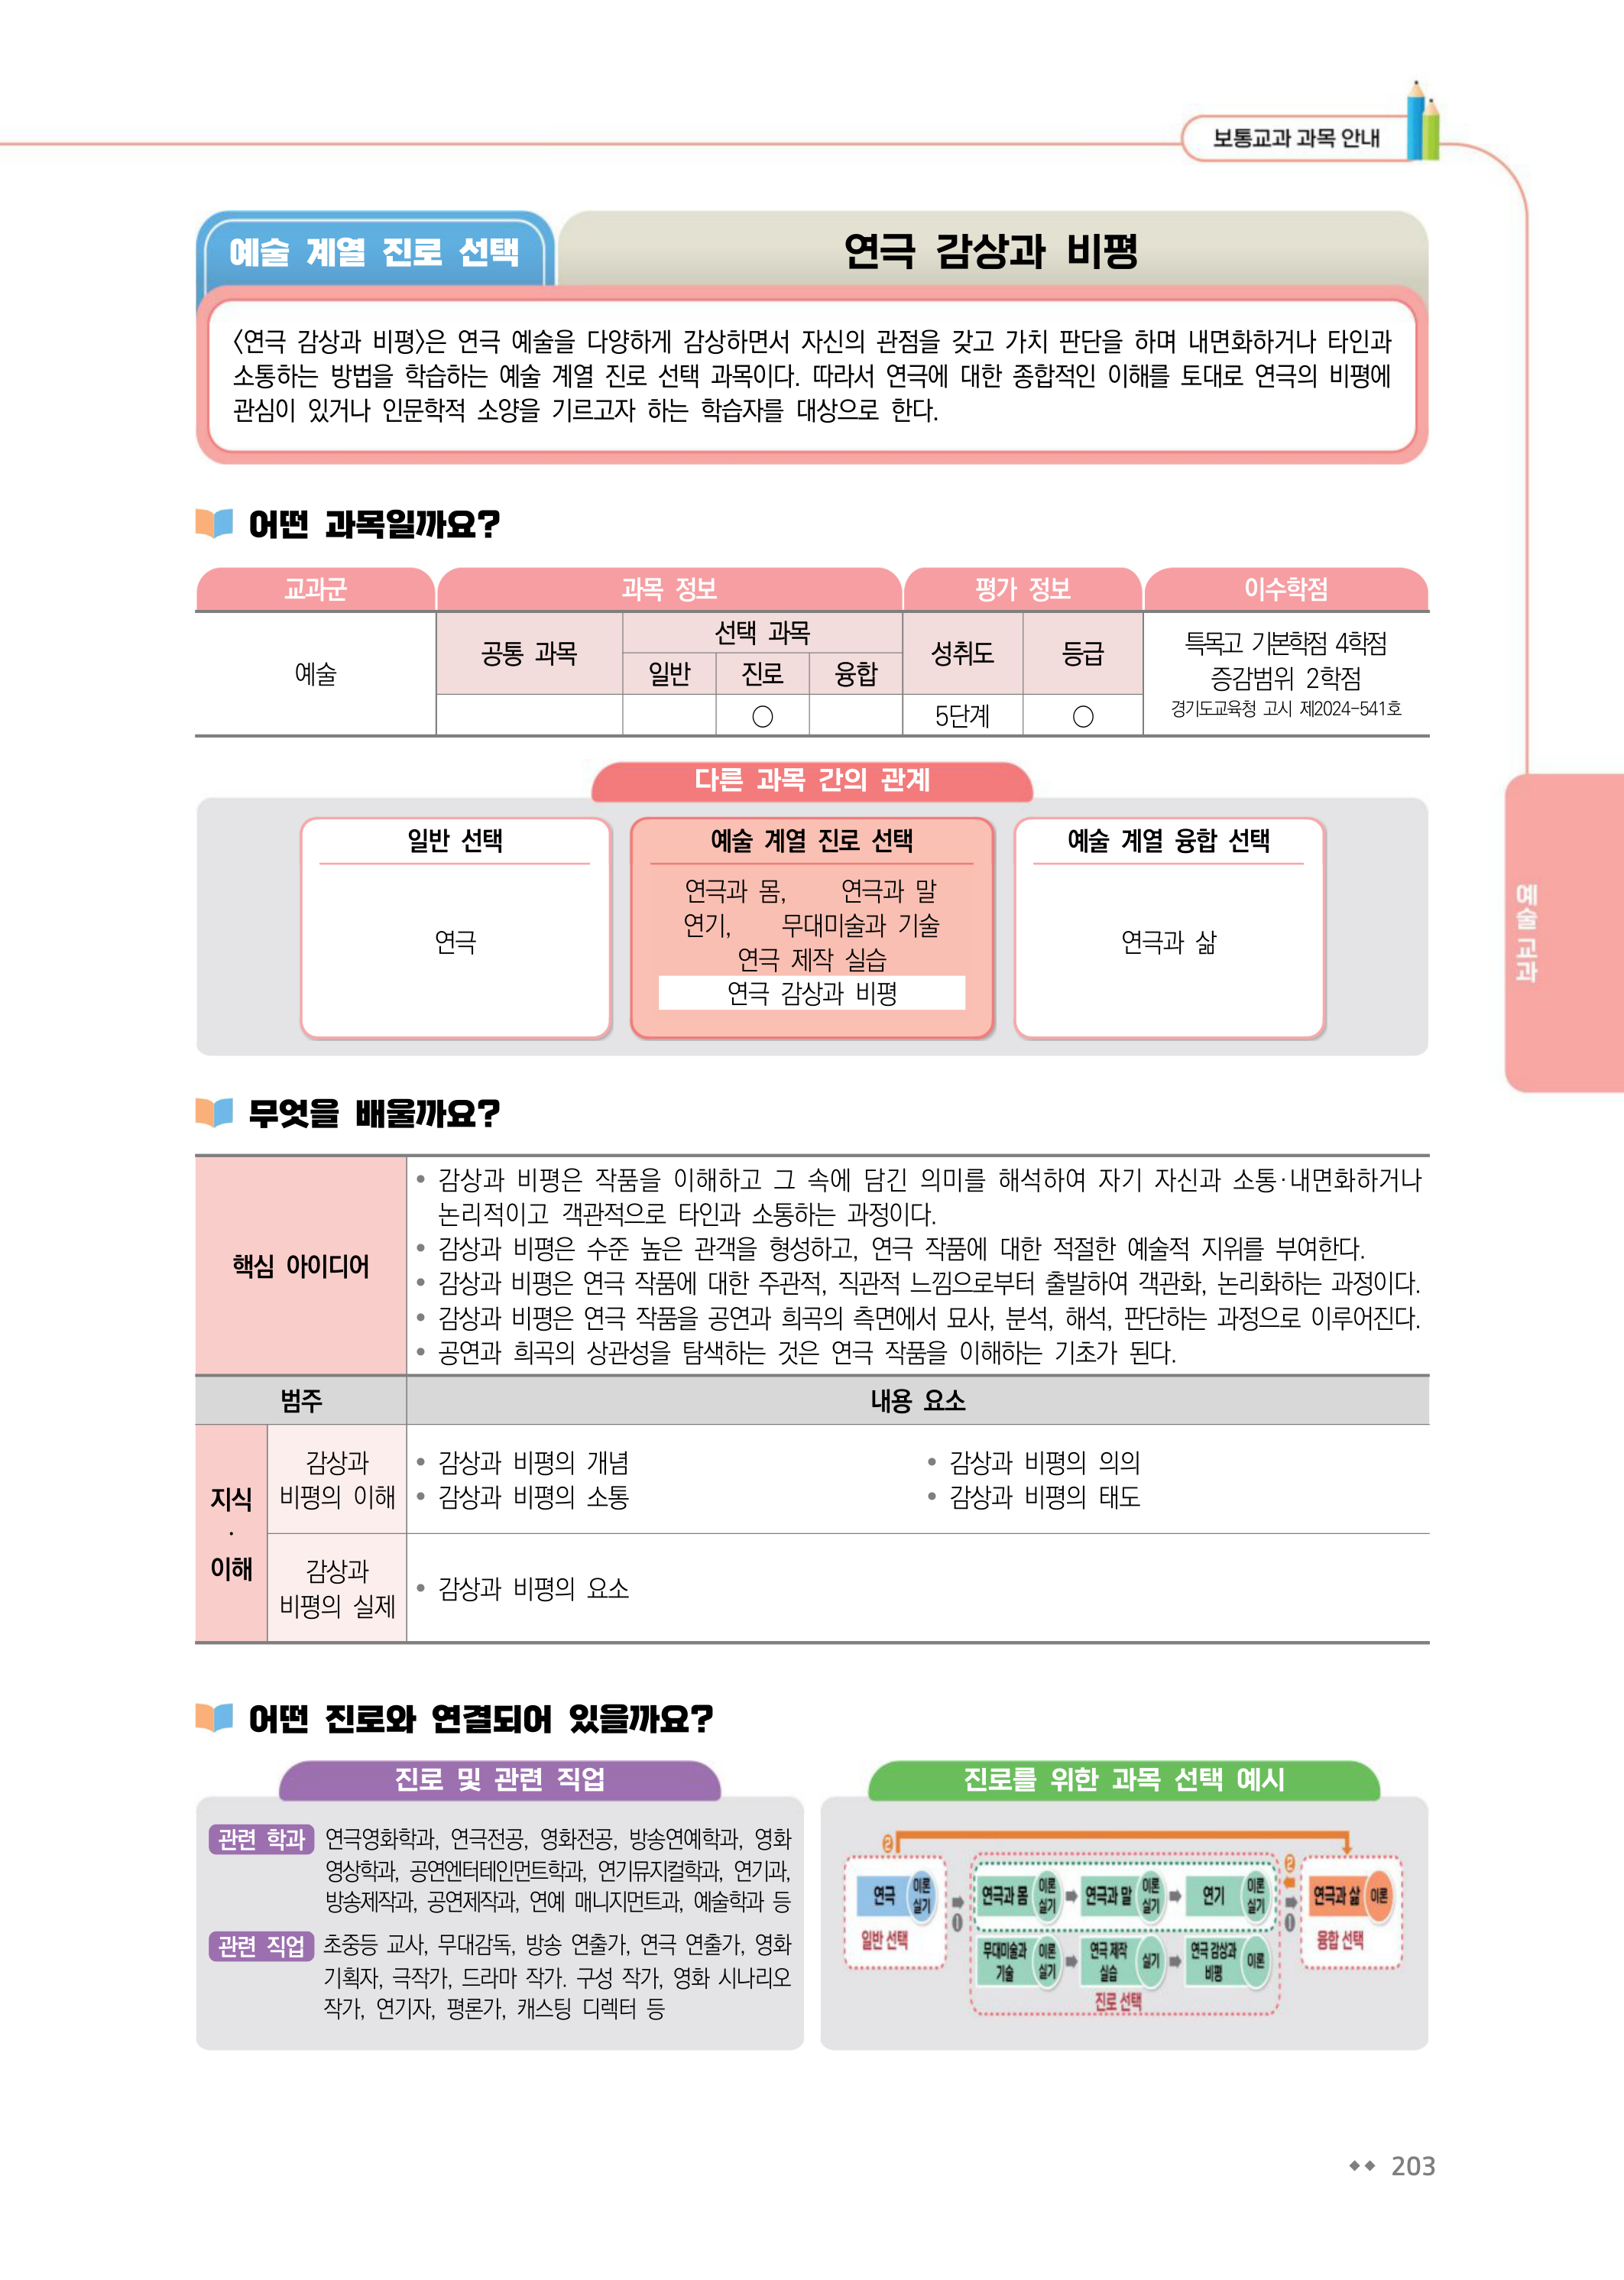 보통교과 과목 안내
예술 계열 진로 선택
연극 감상과 비평
〈연극 감상과 비평〉은 연극 예술을 다양하게 감상하면서 자신의 관점을 갖고 가치 판단을 하며 내면화하거나 타인과
소통하는 방법을 학습하는 예술 계열 진로 선택 과목이다. 따라서 연극에 대한 종합적인 이해를 토대로 연극의 비평에
관심이 있거나 인문학적 소양을 기르고자 하는 학습자를 대상으로 한다.
어떤 과목일까요?
교과군 과목 정보 평가 정보 이수학점
예술
공통 과목
선택 과목
일반 진로 융합
성취도 등급
○ 5단계 ○
특목고 기본학점 4학점
증감범위 2학점
경기도교육청 고시 제2024-541호
다른 과목 간의 관계
일반 선택
연극
예술 계열 진로 선택
연극과 몸, 연극과 말
연기, 무대미술과 기술
연극 제작 실습
연극 감상과 비평
예술 계열 융합 선택
연극과 삶
예술 교과
무엇을 배울까요?
핵심 아이디어
• 감상과 비평은 작품을 이해하고 그 속에 담긴 의미를 해석하여 자기 자신과 소통·내면화하거나
논리적이고 객관적으로 타인과 소통하는 과정이다.
• 감상과 비평은 수준 높은 관객을 형성하고, 연극 작품에 대한 적절한 예술적 지위를 부여한다.
• 감상과 비평은 연극 작품에 대한 주관적, 직관적 느낌으로부터 출발하여 객관화, 논리화하는 과정이다.
• 감상과 비평은 연극 작품을 공연과 희곡의 측면에서 묘사, 분석, 해석, 판단하는 과정으로 이루어진다.
• 공연과 희곡의 상관성을 탐색하는 것은 연극 작품을 이해하는 기초가 된다.
범주 내용 요소
지식
·
이해
감상과
비평의 이해
• 감상과 비평의 개념 • 감상과 비평의 의의
• 감상과 비평의 소통 • 감상과 비평의 태도
감상과
비평의 실제
• 감상과 비평의 요소
어떤 진로와 연결되어 있을까요?
진로 및 관련 직업
관련 학과 연극영화학과, 연극전공, 영화전공, 방송연예학과, 영화
영상학과, 공연엔터테인먼트학과, 연기뮤지컬학과, 연기과,
방송제작과, 공연제작과, 연예 매니지먼트과, 예술학과 등
관련 직업 초중등 교사, 무대감독, 방송 연출가, 연극 연출가, 영화
기획자, 극작가, 드라마 작가. 구성 작가, 영화 시나리오
작가, 연기자, 평론가, 캐스팅 디렉터 등
진로를 위한 과목 선택 예시
❷
연극 이론 실기
일반 선택
➡ ❶
연극과 몸 이론 실기 ➡ 연극과 말 이론 실기 ➡ 연기 이론 실기
무대미술과 기술 이론 실기 ➡ 연극 제작 실습 실기 ➡ 연극 감상과 비평 이론
진로 선택
❷ ⬅
➡ ❶
연극과 삶 이론
융합 선택
◆◆ 203